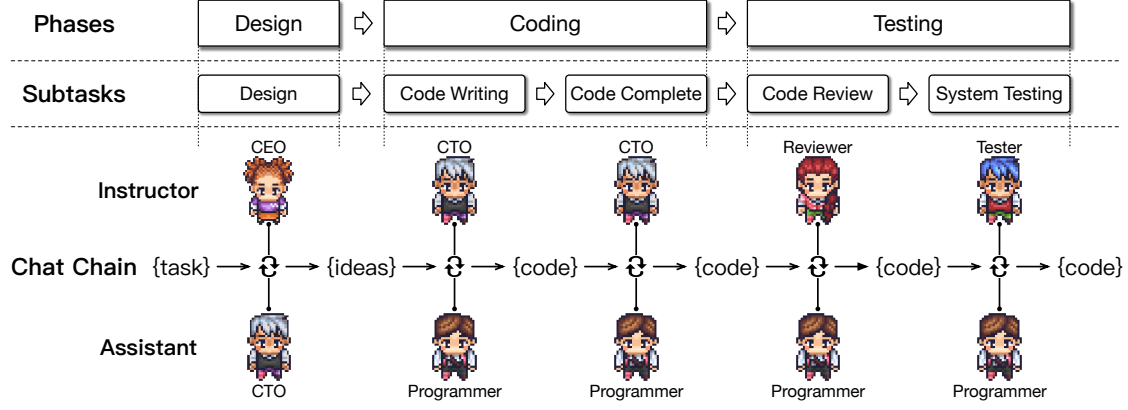 Phases Design Coding Testing
Subtasks Design Code Writing Code Complete Code Review System Testing
CEO CTO CTO Reviewer Tester
Instructor
Chat Chain {task} {ideas} {code} {code} {code} {code}
Assistant
CTO Programmer Programmer Programmer Programmer